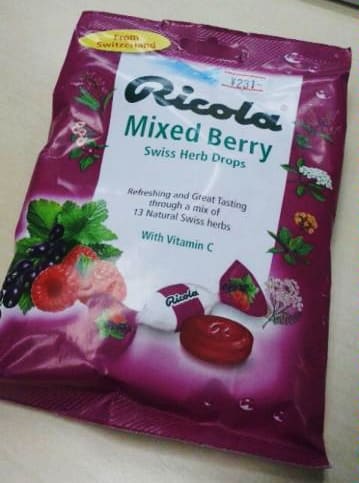 From
Switzerland
¥231-
Ricola
Mixed Berry
Swiss Herb Drops
Refreshing and Great Tasting
through a mix of
13 Natural Swiss herbs
With Vitamin C
Ricola